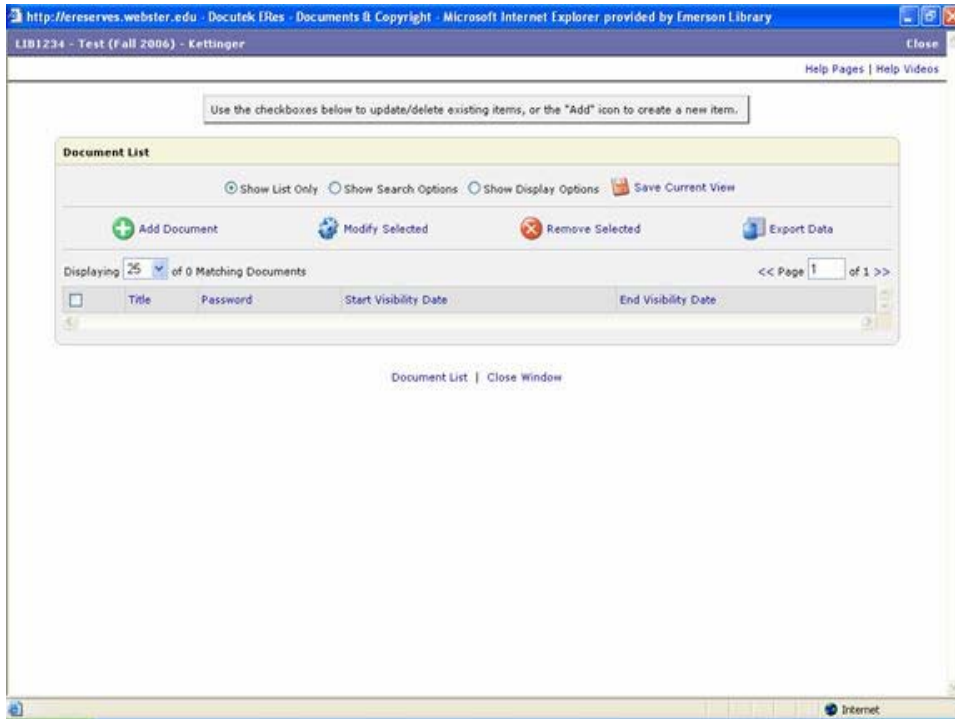 http://ereserves.webster.edu - Docutek ERes - Documents & Copyright - Microsoft Internet Explorer provided by Emerson Library
LIB1234 - Test (Fall 2006) - Kettinger Close
Help Pages | Help Videos
Use the checkboxes below to update/delete existing items, or the "Add" icon to create a new item.
Document List
Show List Only Show Search Options Show Display Options Save Current View
Add Document Modify Selected Remove Selected Export Data
Displaying 25 of 0 Matching Documents << Page 1 of 1 >>
Title Password Start Visibility Date End Visibility Date
Document List | Close Window
Internet